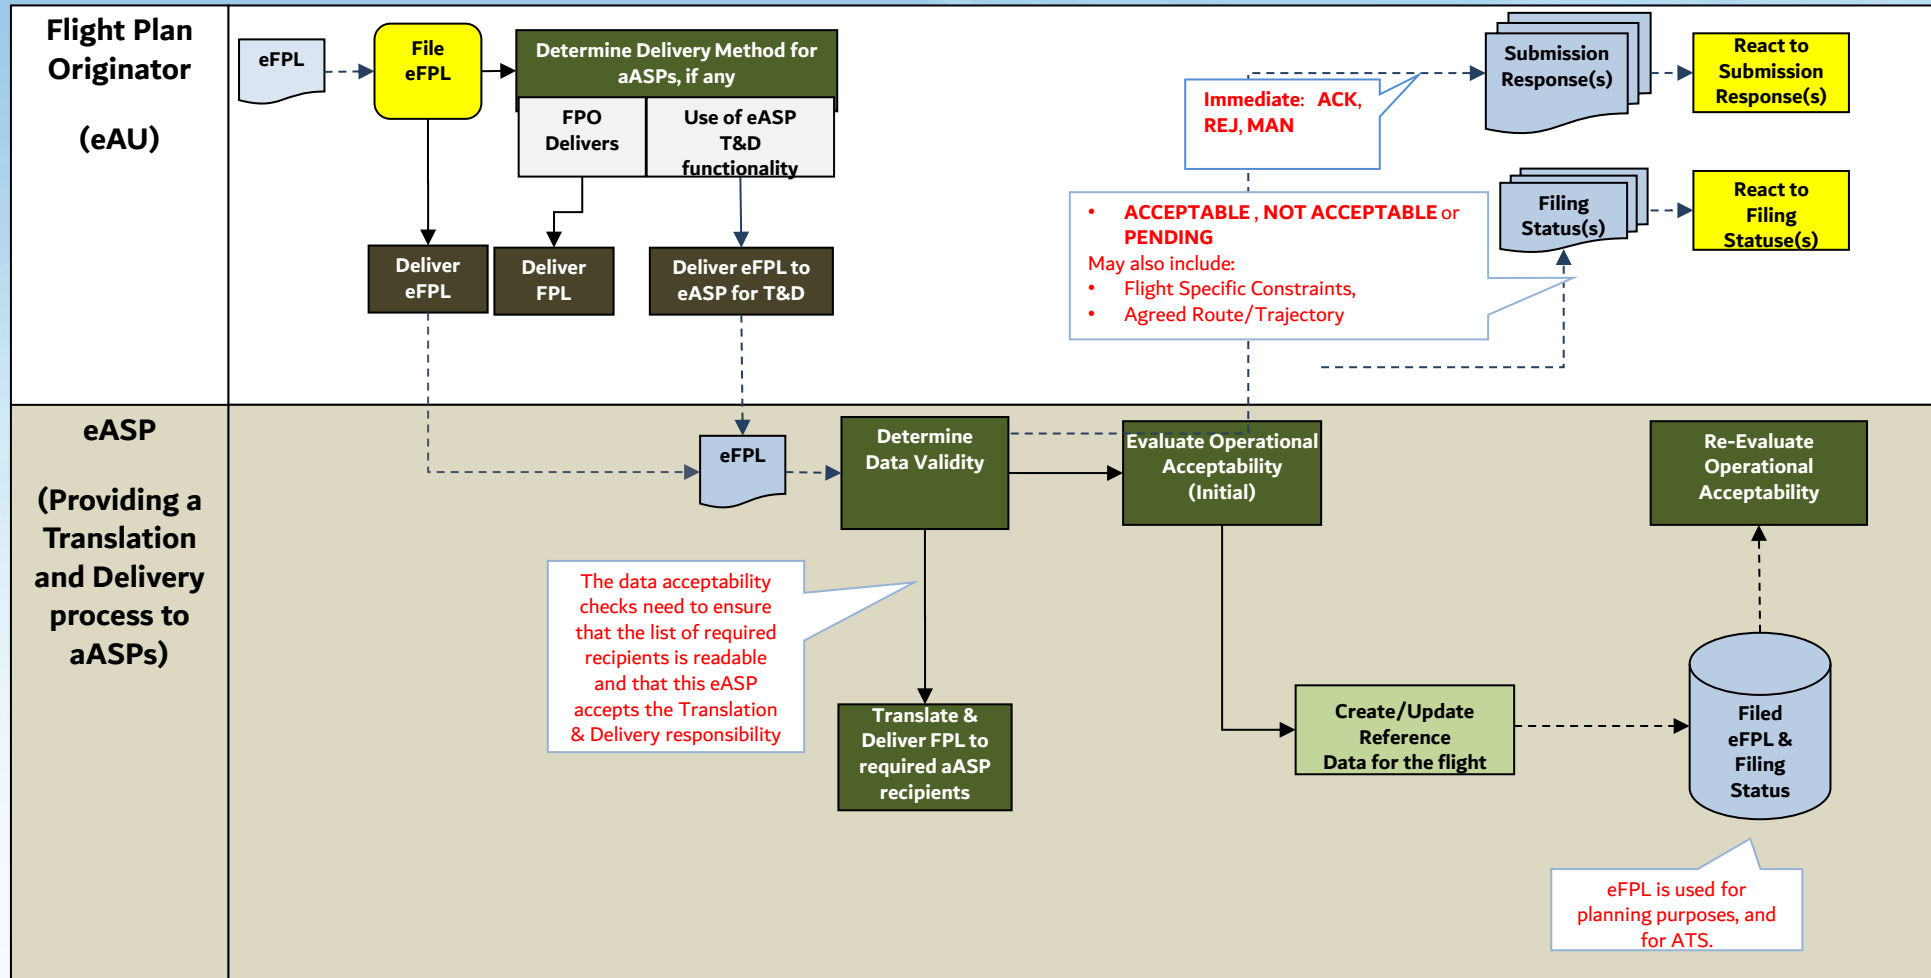 Flight Plan
Originator
(eAU)
eFPL
File
eFPL
Determine Delivery Method for
aASPs, if any
FPO
Delivers
Use of eASP
T&D
functionality
Deliver
eFPL
Deliver
FPL
Deliver eFPL to
eASP for T&D
Immediate: ACK,
REJ, MAN
Submission
Response(s)
React to
Submission
Response(s)
• ACCEPTABLE , NOT ACCEPTABLE or
PENDING
May also include:
• Flight Specific Constraints,
• Agreed Route/Trajectory
Filing
Status(s)
React to
Filing
Statuse(s)
eASP
(Providing a
Translation
and Delivery
process to
aASPs)
eFPL
Determine
Data Validity
Evaluate Operational
Acceptability
(Initial)
Re-Evaluate
Operational
Acceptability
The data acceptability
checks need to ensure
that the list of required
recipients is readable
and that this eASP
accepts the Translation
& Delivery responsibility
Translate &
Deliver FPL to
required aASP
recipients
Create/Update
Reference
Data for the flight
Filed
eFPL &
Filing
Status
eFPL is used for
planning purposes, and
for ATS.